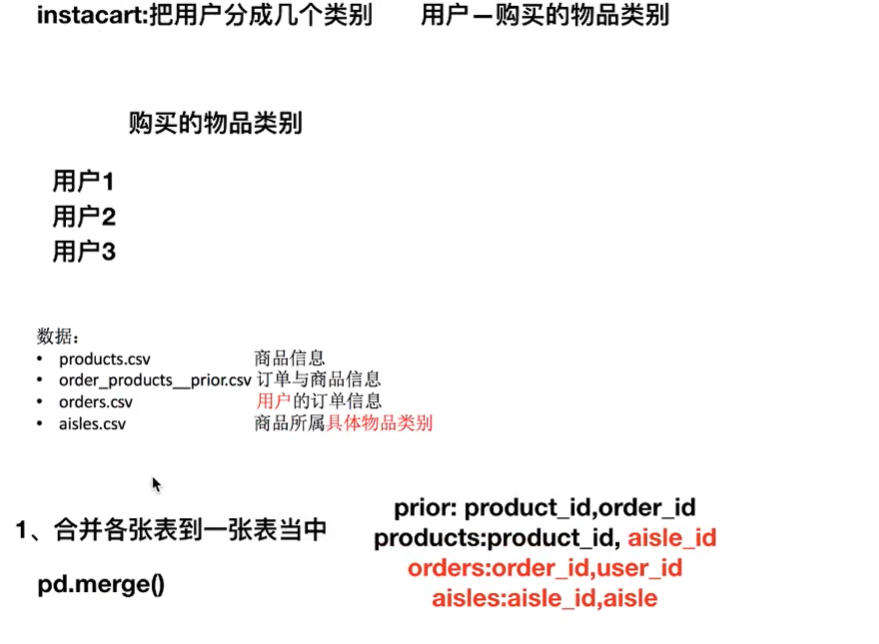 instacart:把用户分成几个类别 用户—购买的物品类别
购买的物品类别
用户1
用户2
用户3
数据：
• products.csv 商品信息
• order_products__prior.csv 订单与商品信息
• orders.csv 用户的订单信息
• aisles.csv 商品所属具体物品类别
1、合并各张表到一张表当中
pd.merge()
prior: product_id,order_id
products:product_id, aisle_id
orders:order_id,user_id
aisles:aisle_id,aisle